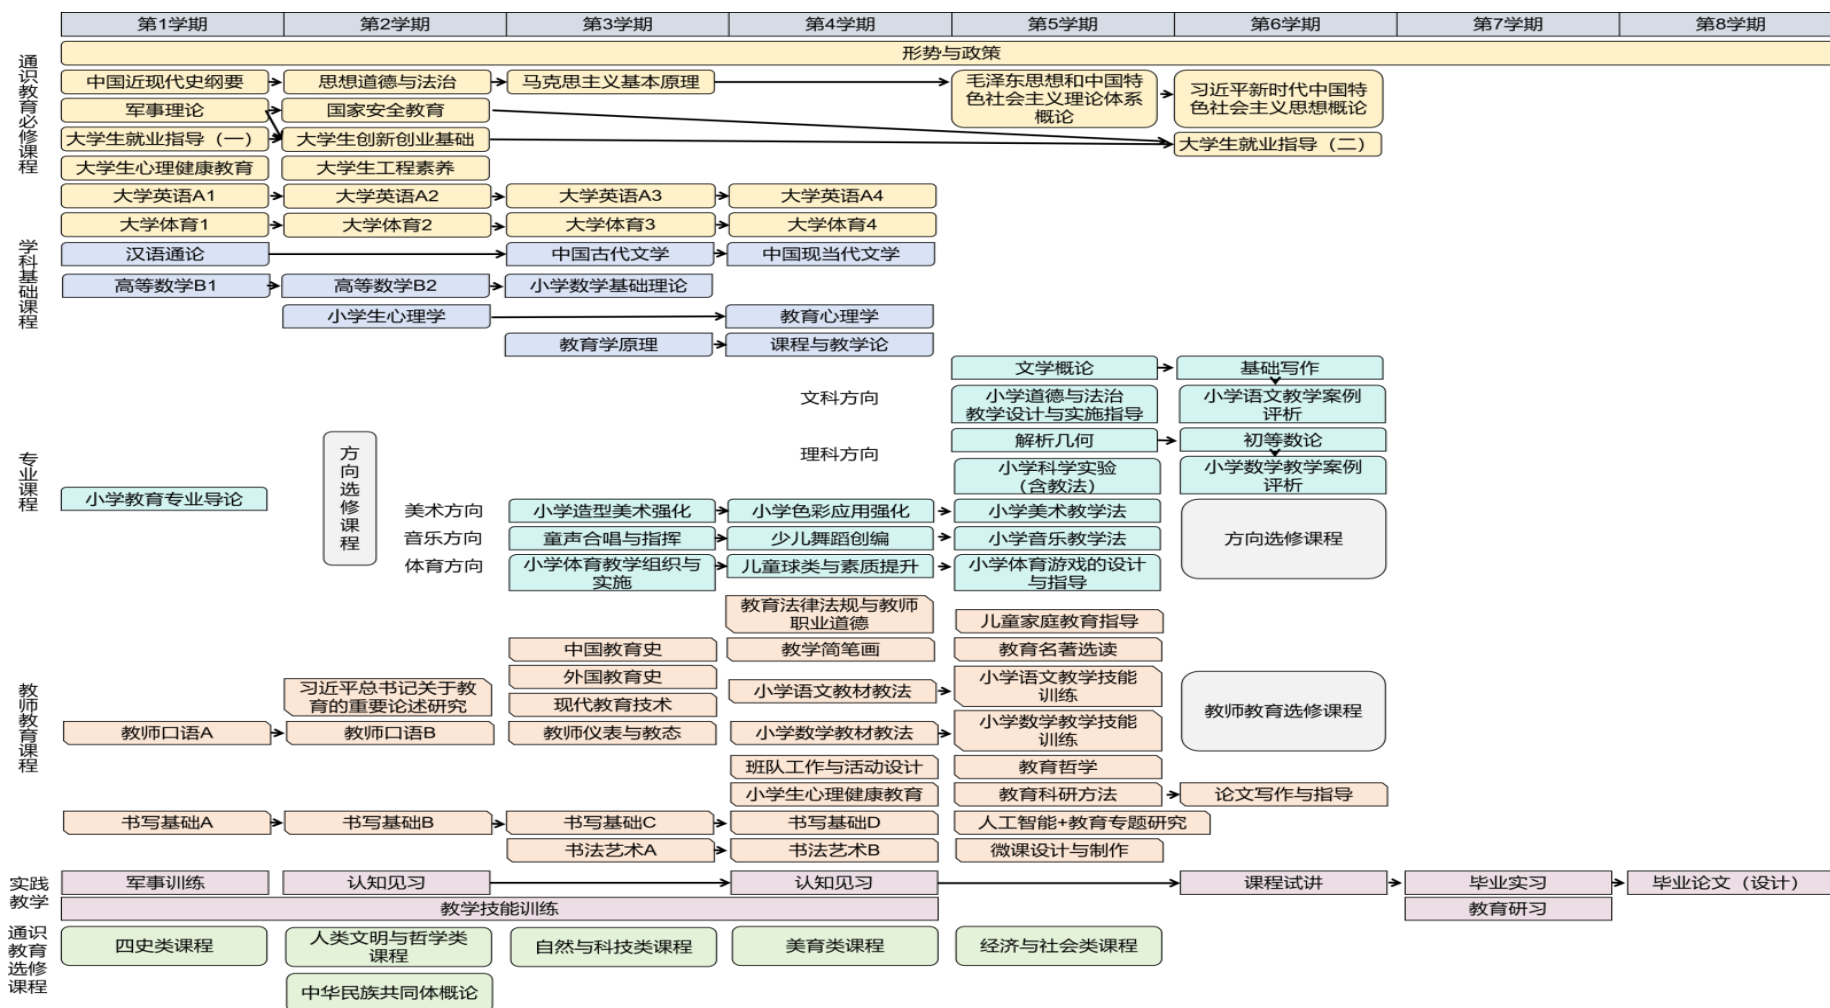 第1学期
第2学期
第3学期
第4学期
第5学期
第6学期
第7学期
第8学期
通识教育必修课程
形势与政策
中国近现代史纲要
思想道德与法治
马克思主义基本原理
毛泽东思想和中国特
色社会主义理论体系
概论
习近平新时代中国特
色社会主义思想概论
军事理论
国家安全教育
大学生就业指导（一）
大学生创新创业基础
大学生就业指导（二）
大学生心理健康教育
大学生工程素养
大学英语A1
大学英语A2
大学英语A3
大学英语A4
大学体育1
大学体育2
大学体育3
大学体育4
学科基础课程
汉语通论
中国古代文学
中国现当代文学
高等数学B1
高等数学B2
小学数学基础理论
小学生心理学
教育心理学
教育学原理
课程与教学论
专业课程
文学概论
基础写作
文科方向
小学道德与法治
教学设计与实施指导
小学语文教学案例
评析
解析几何
初等数论
理科方向
小学科学实验
（含教法）
小学数学教学案例
评析
小学教育专业导论
方向选修课程
美术方向
小学造型美术强化
小学色彩应用强化
小学美术教学法
音乐方向
童声合唱与指挥
少儿舞蹈创编
小学音乐教学法
体育方向
小学体育教学组织与
实施
儿童球类与素质提升
小学体育游戏的设计
与指导
方向选修课程
教师教育课程
教育法律法规与教师
职业道德
儿童家庭教育指导
中国教育史
教学简笔画
教育名著选读
外国教育史
习近平总书记关于教
育的重要论述研究
小学语文教材教法
小学语文教学技能
训练
现代教育技术
教师教育选修课程
教师口语A
教师口语B
教师仪表与教态
小学数学教材教法
小学数学教学技能
训练
班队工作与活动设计
教育哲学
小学生心理健康教育
教育科研方法
论文写作与指导
书写基础A
书写基础B
书写基础C
书写基础D
人工智能+教育专题研究
书法艺术A
书法艺术B
微课设计与制作
实践
教学
军事训练
认知见习
认知见习
课程试讲
毕业实习
毕业论文（设计）
教学技能训练
教育研习
通识
教育
选修
课程
四史类课程
人类文明与哲学类
课程
自然与科技类课程
美育类课程
经济与社会类课程
中华民族共同体概论